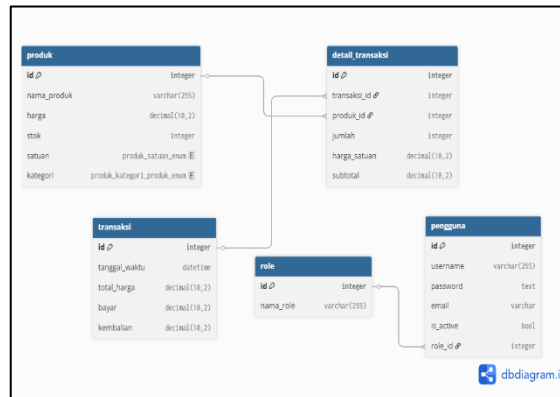 produk
id integer
nama_produk varchar(255)
harga decimal(10,2)
stok integer
satuan produk_satuan_enum E
kategori produk_kategori_produk_enum E
detail_transaksi
id integer
transaksi_id integer
produk_id integer
jumlah integer
harga_satuan decimal(10,2)
subtotal decimal(10,2)
transaksi
id integer
tanggal_waktu datetime
total_harga decimal(10,2)
bayar decimal(10,2)
kembalian decimal(10,2)
role
id integer
nama_role varchar(255)
pengguna
id integer
username varchar(255)
password text
email varchar
is_active bool
role_id integer
dbdiagram.i